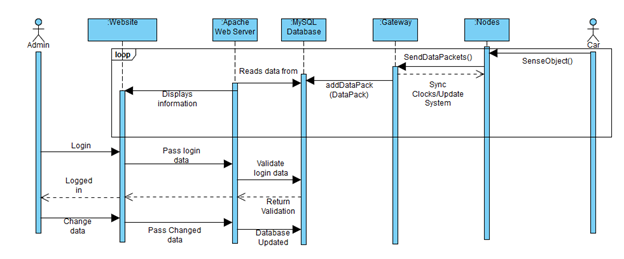 :Website
:Apache
Web Server
:MySQL
Database
:Gateway
:Nodes
Admin
Car
loop
SendDataPackets()
SenseObject()
Reads data from
addDataPack
(DataPack)
Sync
Clocks/Update
System
Displays
information
Login
Pass login
data
Validate
login data
Logged
in
Return
Validation
Change
data
Pass Changed
data
Database
Updated